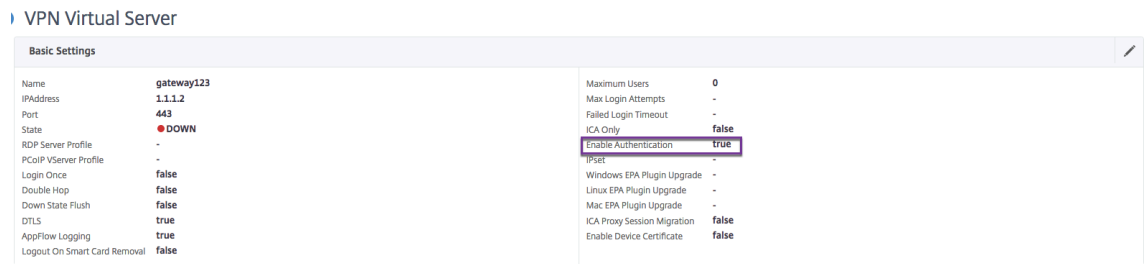 VPN Virtual Server
Basic Settings
Name gateway123
IPAddress 1.1.1.2
Port 443
State DOWN
RDP Server Profile -
PCoIP VServer Profile -
Login Once false
Double Hop false
Down State Flush false
DTLS true
AppFlow Logging true
Logout On Smart Card Removal false
Maximum Users 0
Max Login Attempts -
Failed Login Timeout -
ICA Only false
Enable Authentication true
IPset -
Windows EPA Plugin Upgrade -
Linux EPA Plugin Upgrade -
Mac EPA Plugin Upgrade -
ICA Proxy Session Migration false
Enable Device Certificate false